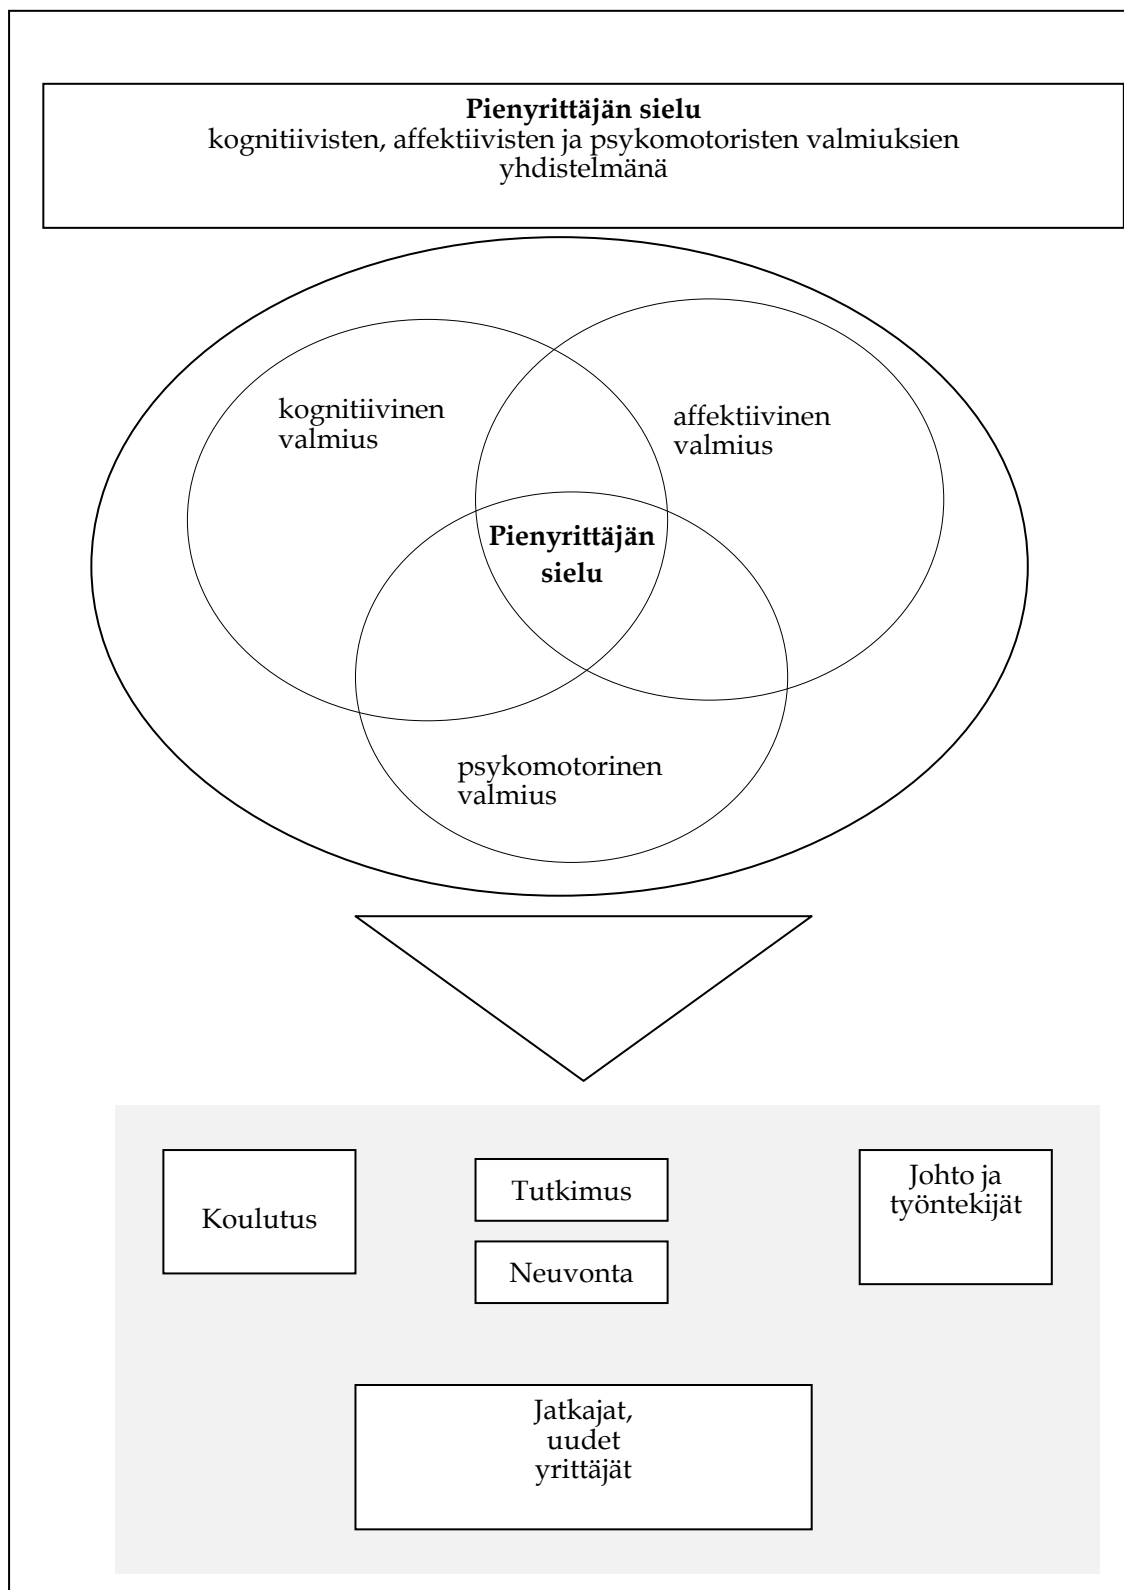 Pienyrittäjän sielu
kognitiivisten, affektiivisten ja psykomotoristen valmiuksien
yhdistelmänä
kognitiivinen
valmius
affektiivinen
valmius
Pienyrittäjän
sielu
psykomotorinen
valmius
Koulutus
Tutkimus
Neuvonta
Johto ja
työntekijät
Jatkajat,
uudet
yrittäjät